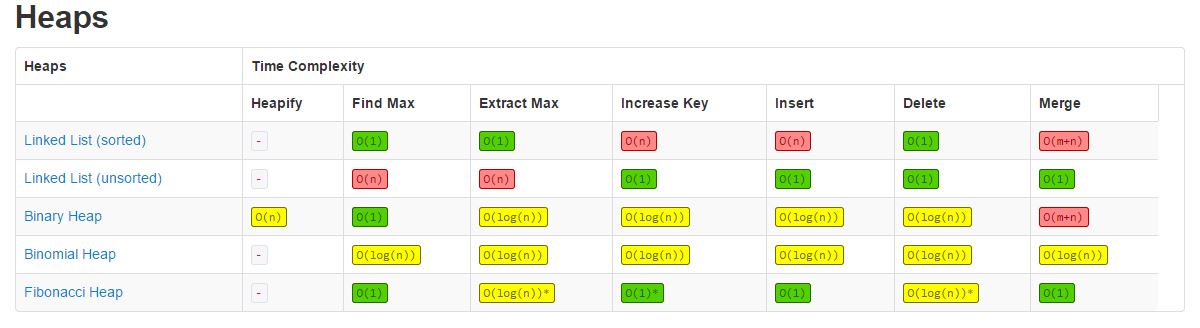 Heaps
Heaps Time Complexity
Heapify Find Max Extract Max Increase Key Insert Delete Merge
Linked List (sorted) - O(1) O(1) O(n) O(n) O(1) O(m+n)
Linked List (unsorted) - O(n) O(n) O(1) O(1) O(1) O(1)
Binary Heap O(n) O(1) O(log(n)) O(log(n)) O(log(n)) O(log(n)) O(m+n)
Binomial Heap - O(log(n)) O(log(n)) O(log(n)) O(log(n)) O(log(n)) O(log(n))
Fibonacci Heap - O(1) O(log(n))* O(1)* O(1) O(log(n))* O(1)